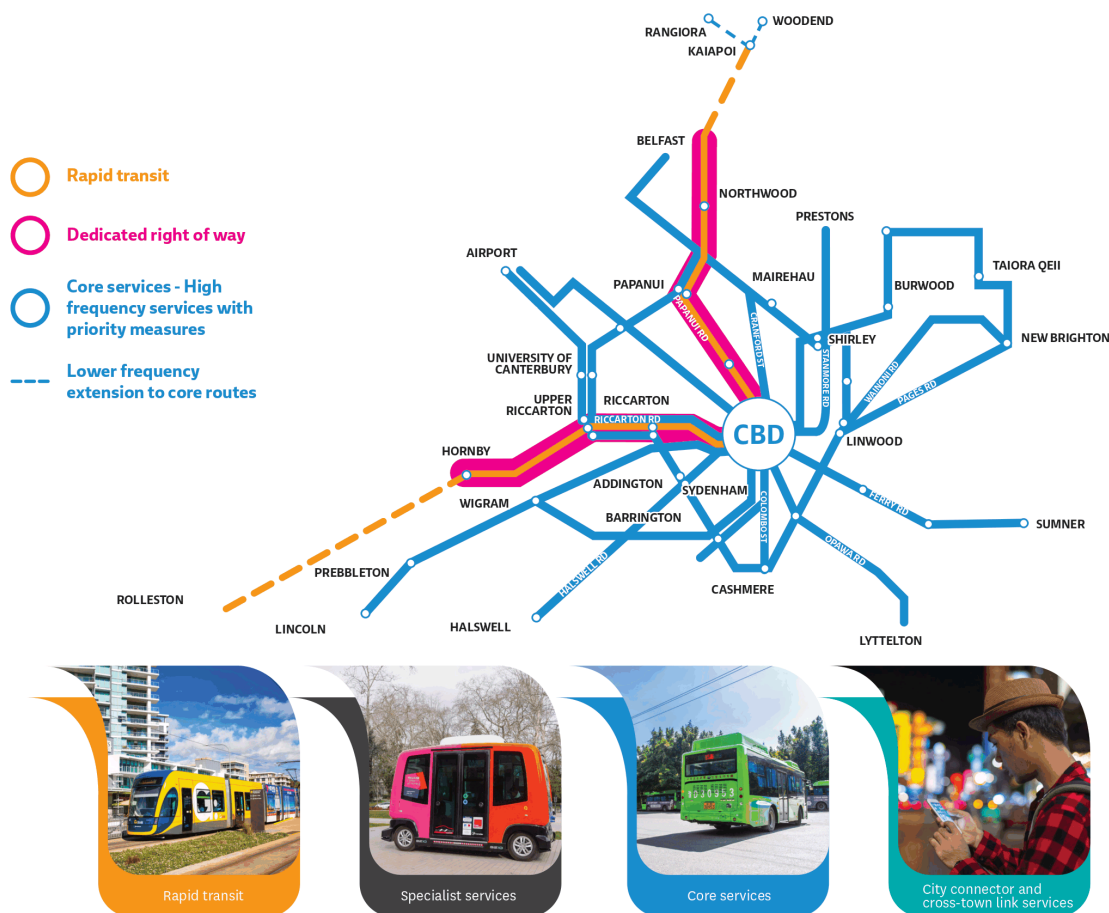 WOODEND
RANGIORA
KAIAPOI
BELFAST
Rapid transit
NORTHWOOD
PRESTONS
Dedicated right of way
AIRPORT
TAIORA QEII
MAIREHAU
PAPANUI
BURWOOD
Core services - High
frequency services with
priority measures
PAPANUI RD
CRANFORD ST
SHIRLEY
NEW BRIGHTON
STANMORE RD
WAINONI RD
PAGES RD
UNIVERSITY OF
CANTERBURY
Lower frequency
extension to core routes
UPPER
RICCARTON
RICCARTON
RICCARTON RD
CBD
LINWOOD
HORNBY
ADDINGTON
SYDENHAM
WIGRAM
BARRINGTON
COLOMBO ST
FERRY RD
SUMNER
HALSWELL RD
OPAWA RD
PREBBLETON
CASHMERE
ROLLESTON
LINCOLN
HALSWELL
LYTTELTON
Rapid transit
Specialist services
Core services
City connector and
cross-town link services